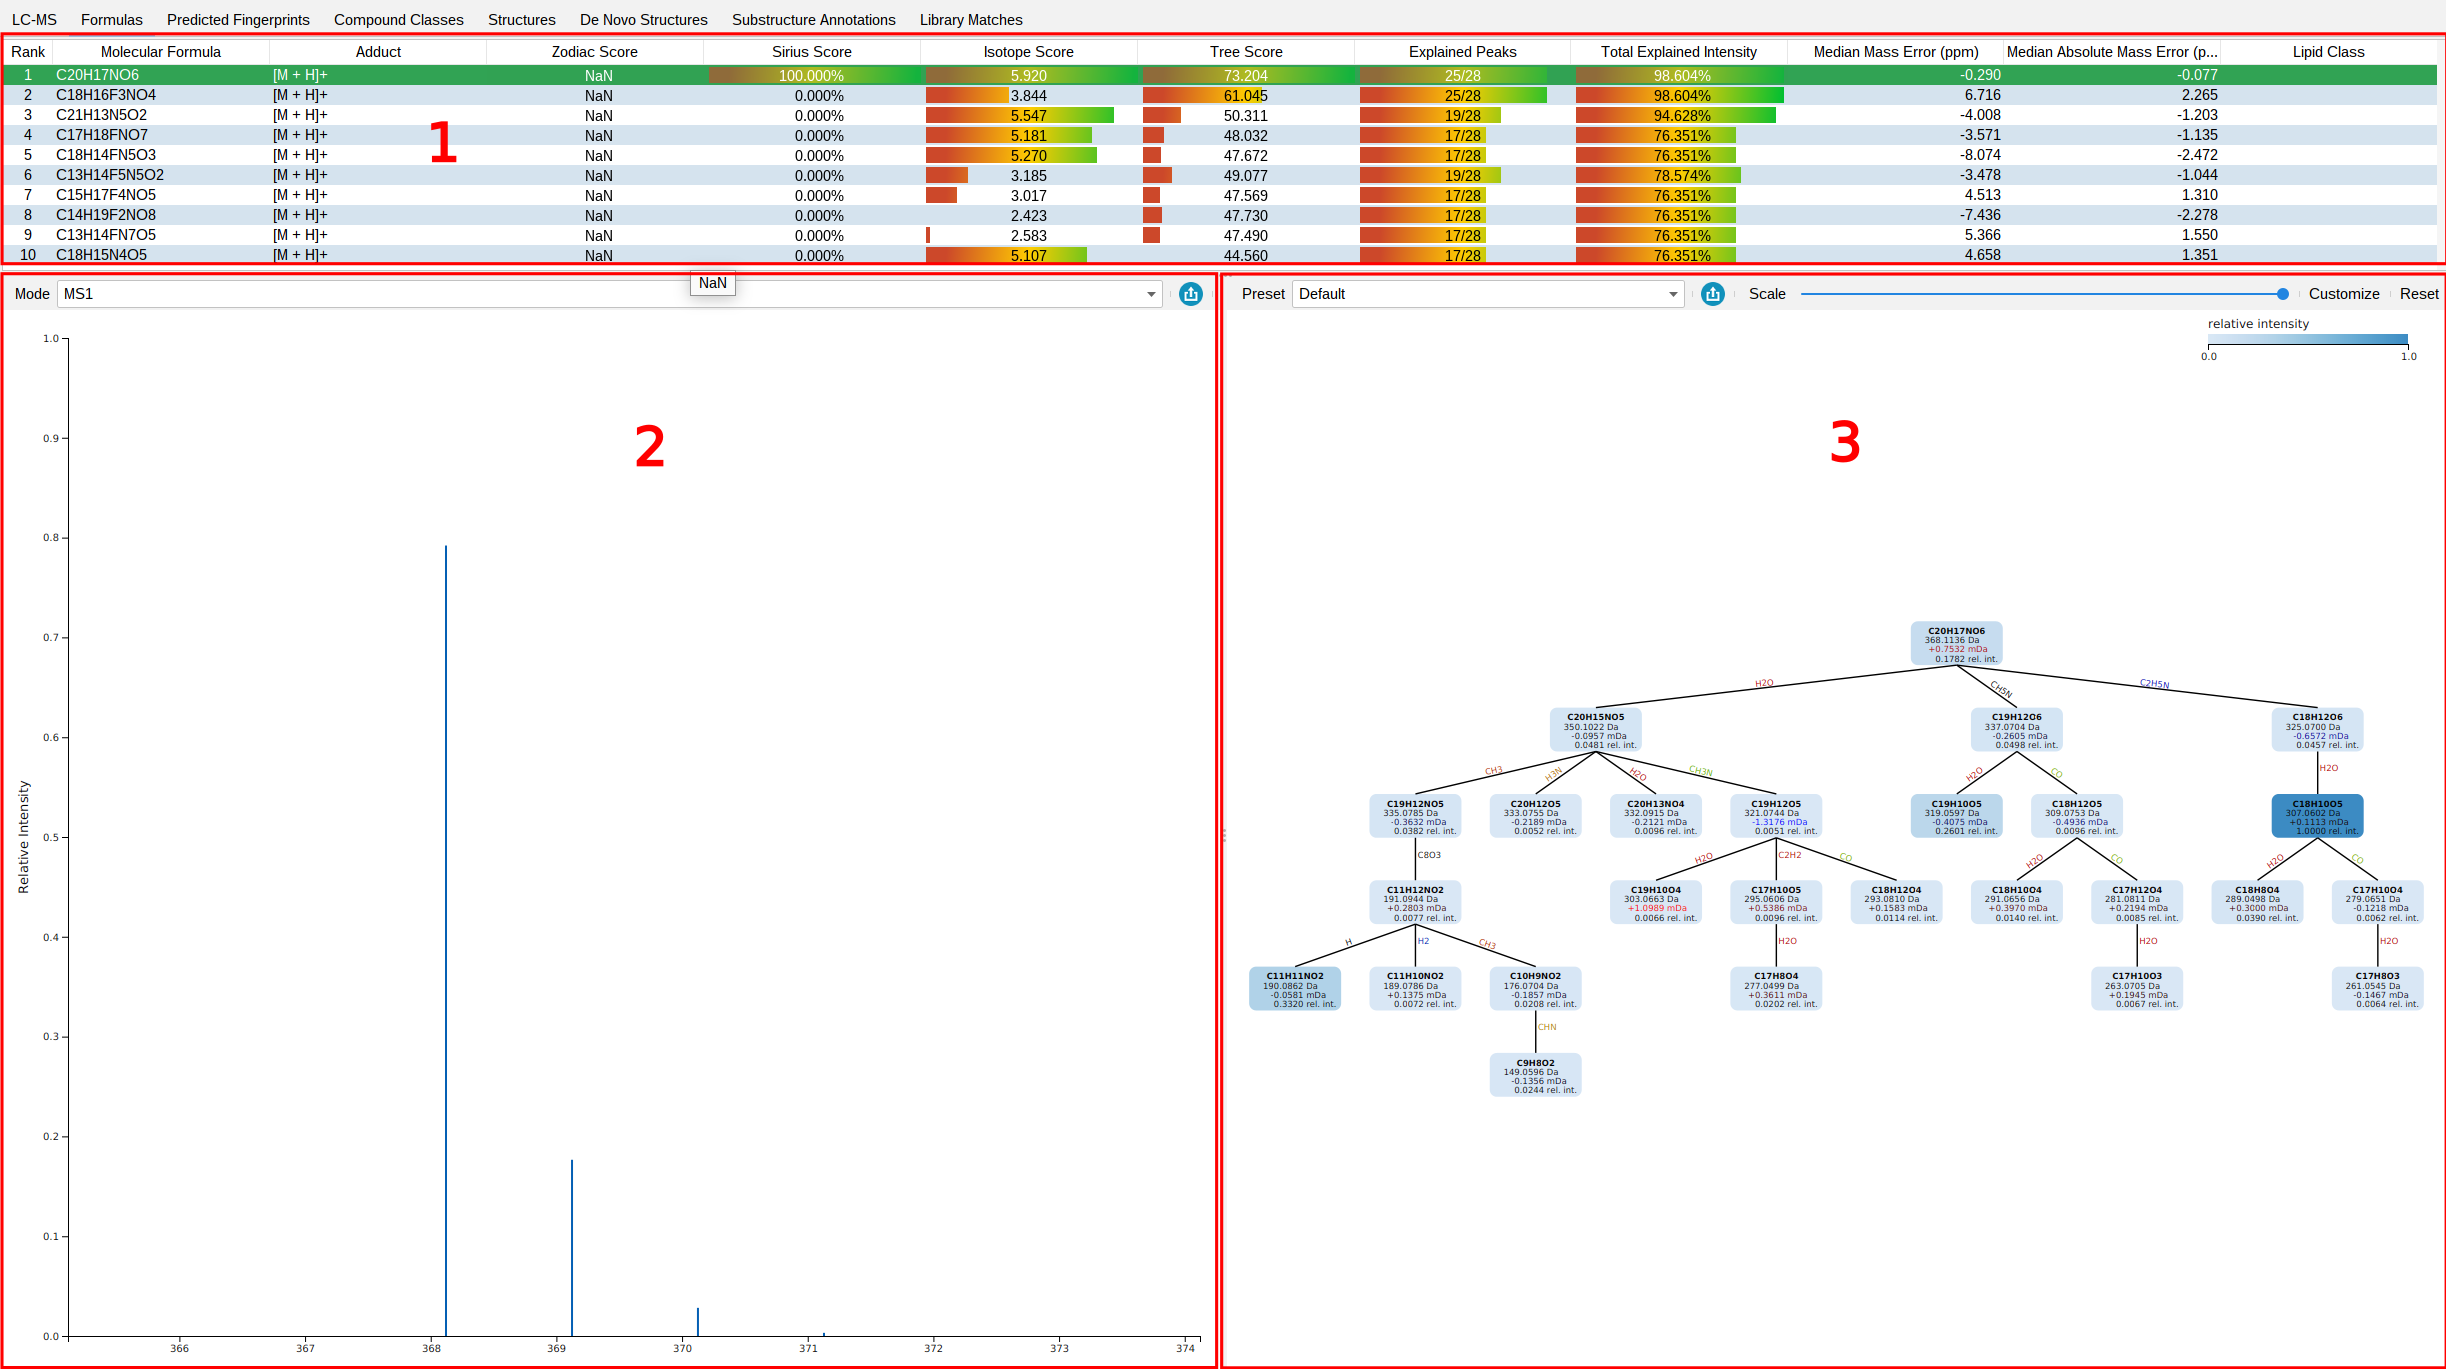 LC-MS Formulas Predicted Fingerprints Compound Classes Structures De Novo Structures Substructure Annotations Library Matches
Rank Molecular Formula Adduct Zodiac Score Sirius Score Isotope Score Tree Score Explained Peaks Total Explained Intensity Median Mass Error (ppm) Median Absolute Mass Error (p... Lipid Class
1 C20H17NO6 [M + H]+ NaN 100.000% 5.920 73.204 25/28 98.604% -0.290 -0.077
2 C18H16F3NO4 [M + H]+ NaN 0.000% 3.844 61.045 25/28 98.604% 6.716 2.265
3 C21H13N5O2 [M + H]+ NaN 0.000% 5.547 50.311 19/28 94.628% -4.008 -1.203
4 C17H18FNO7 [M + H]+ NaN 0.000% 5.181 48.032 17/28 76.351% -3.571 -1.135
5 C18H14FN5O3 [M + H]+ NaN 0.000% 5.270 47.672 17/28 76.351% -8.074 -2.472
6 C13H14F5N5O2 [M + H]+ NaN 0.000% 3.185 49.077 19/28 78.574% -3.478 -1.044
7 C15H17F4NO5 [M + H]+ NaN 0.000% 3.017 47.569 17/28 76.351% 4.513 1.310
8 C14H19F2NO8 [M + H]+ NaN 0.000% 2.423 47.730 17/28 76.351% -7.436 -2.278
9 C13H14FN7O5 [M + H]+ NaN 0.000% 2.583 47.490 17/28 76.351% 5.366 1.550
10 C18H15N4O5 [M + H]+ NaN 0.000% 5.107 44.560 17/28 76.351% 4.658 1.351
1
Mode MS1
NaN
2
1.0
0.9
0.8
0.7
0.6
0.5
0.4
0.3
0.2
0.1
0.0
Relative Intensity
366 367 368 369 370 371 372 373 374
Preset Default Scale Customize Reset
relative intensity
0.0 1.0
3
C20H17NO6
368.1136 Da
+0.7532 mDa
0.1782 rel. int.
H2O CH5N C2H5N
C20H15NO5
350.1022 Da
-0.0957 mDa
0.0481 rel. int.
C19H12O6
337.0704 Da
-0.2605 mDa
0.0498 rel. int.
C18H12O6
325.0700 Da
-0.6572 mDa
0.0457 rel. int.
CH3 H3N H2O CH3N H2O CO H2O
C19H12NO5
335.0785 Da
-0.3632 mDa
0.0382 rel. int.
C20H12O5
333.0755 Da
-0.2189 mDa
0.0052 rel. int.
C20H13NO4
332.0915 Da
-0.2121 mDa
0.0096 rel. int.
C19H12O5
321.0744 Da
-1.3176 mDa
0.0051 rel. int.
C19H10O5
319.0597 Da
-0.4075 mDa
0.2601 rel. int.
C18H12O5
309.0753 Da
-0.4936 mDa
0.0096 rel. int.
C18H10O5
307.0602 Da
+0.1113 mDa
1.0000 rel. int.
C8O3 H2O C2H2 CO H2O CO H2O CO
C11H12NO2
191.0944 Da
+0.2803 mDa
0.0077 rel. int.
C19H10O4
303.0663 Da
+1.0989 mDa
0.0066 rel. int.
C17H10O5
295.0606 Da
+0.5386 mDa
0.0096 rel. int.
C18H12O4
293.0810 Da
+0.1583 mDa
0.0114 rel. int.
C18H10O4
291.0656 Da
+0.3970 mDa
0.0140 rel. int.
C17H12O4
281.0811 Da
+0.2194 mDa
0.0085 rel. int.
C18H8O4
289.0498 Da
+0.3000 mDa
0.0390 rel. int.
C17H10O4
279.0651 Da
-0.1218 mDa
0.0062 rel. int.
H H2 CH3 H2O H2O H2O
C11H11NO2
190.0862 Da
-0.0581 mDa
0.3320 rel. int.
C11H10NO2
189.0786 Da
+0.1375 mDa
0.0072 rel. int.
C10H9NO2
176.0704 Da
-0.1857 mDa
0.0208 rel. int.
C17H8O4
277.0499 Da
+0.3611 mDa
0.0202 rel. int.
C17H10O3
263.0705 Da
+0.1945 mDa
0.0067 rel. int.
C17H8O3
261.0545 Da
-0.1467 mDa
0.0064 rel. int.
CHN
C9H8O2
149.0596 Da
-0.1356 mDa
0.0244 rel. int.